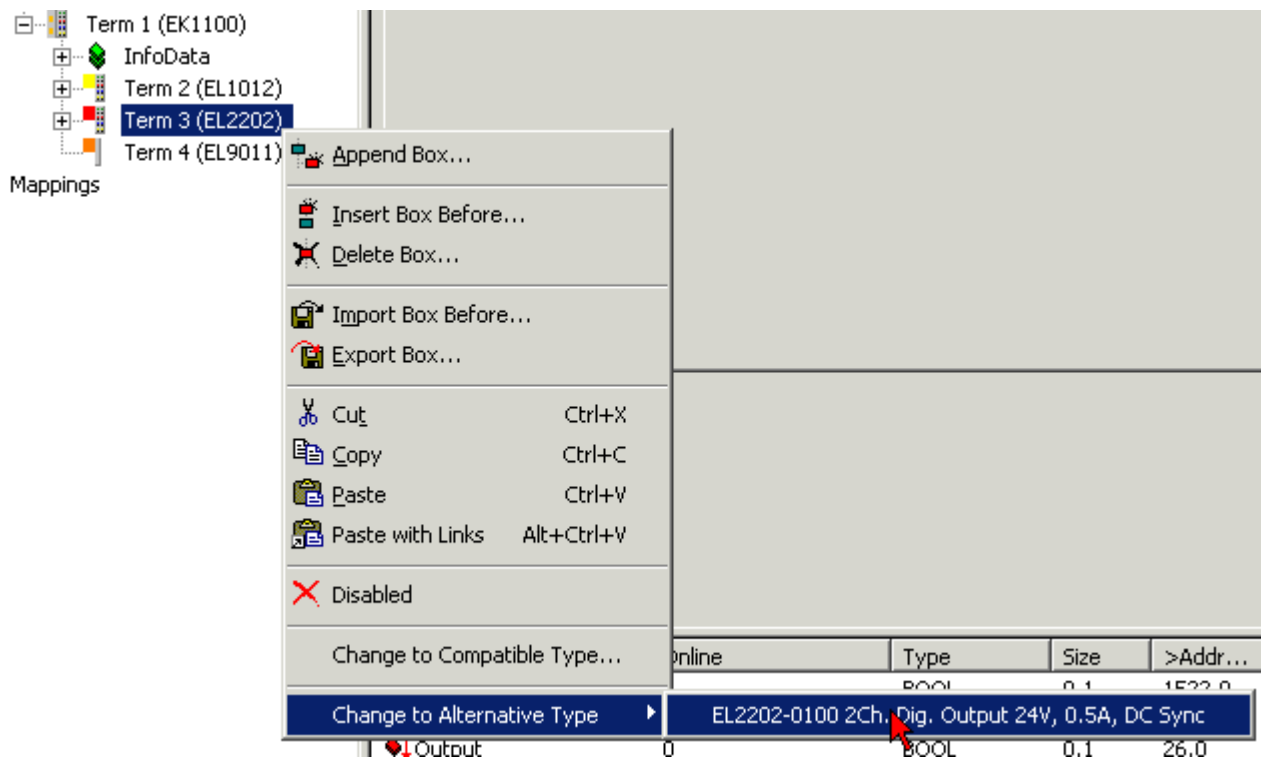 Term 1 (EK1100)
InfoData
Term 2 (EL1012)
Term 3 (EL2202)
Term 4 (EL9011)
Mappings
Append Box...
Insert Box Before...
Delete Box...
Import Box Before...
Export Box...
Cut Ctrl+X
Copy Ctrl+C
Paste Ctrl+V
Paste with Links Alt+Ctrl+V
Disabled
Change to Compatible Type...
Change to Alternative Type
Online Type Size >Addr...
BOOL 0.1 1522.0
EL2202-0100 2Ch. Dig. Output 24V, 0.5A, DC Sync
Output 0 BOOL 0.1 26.0